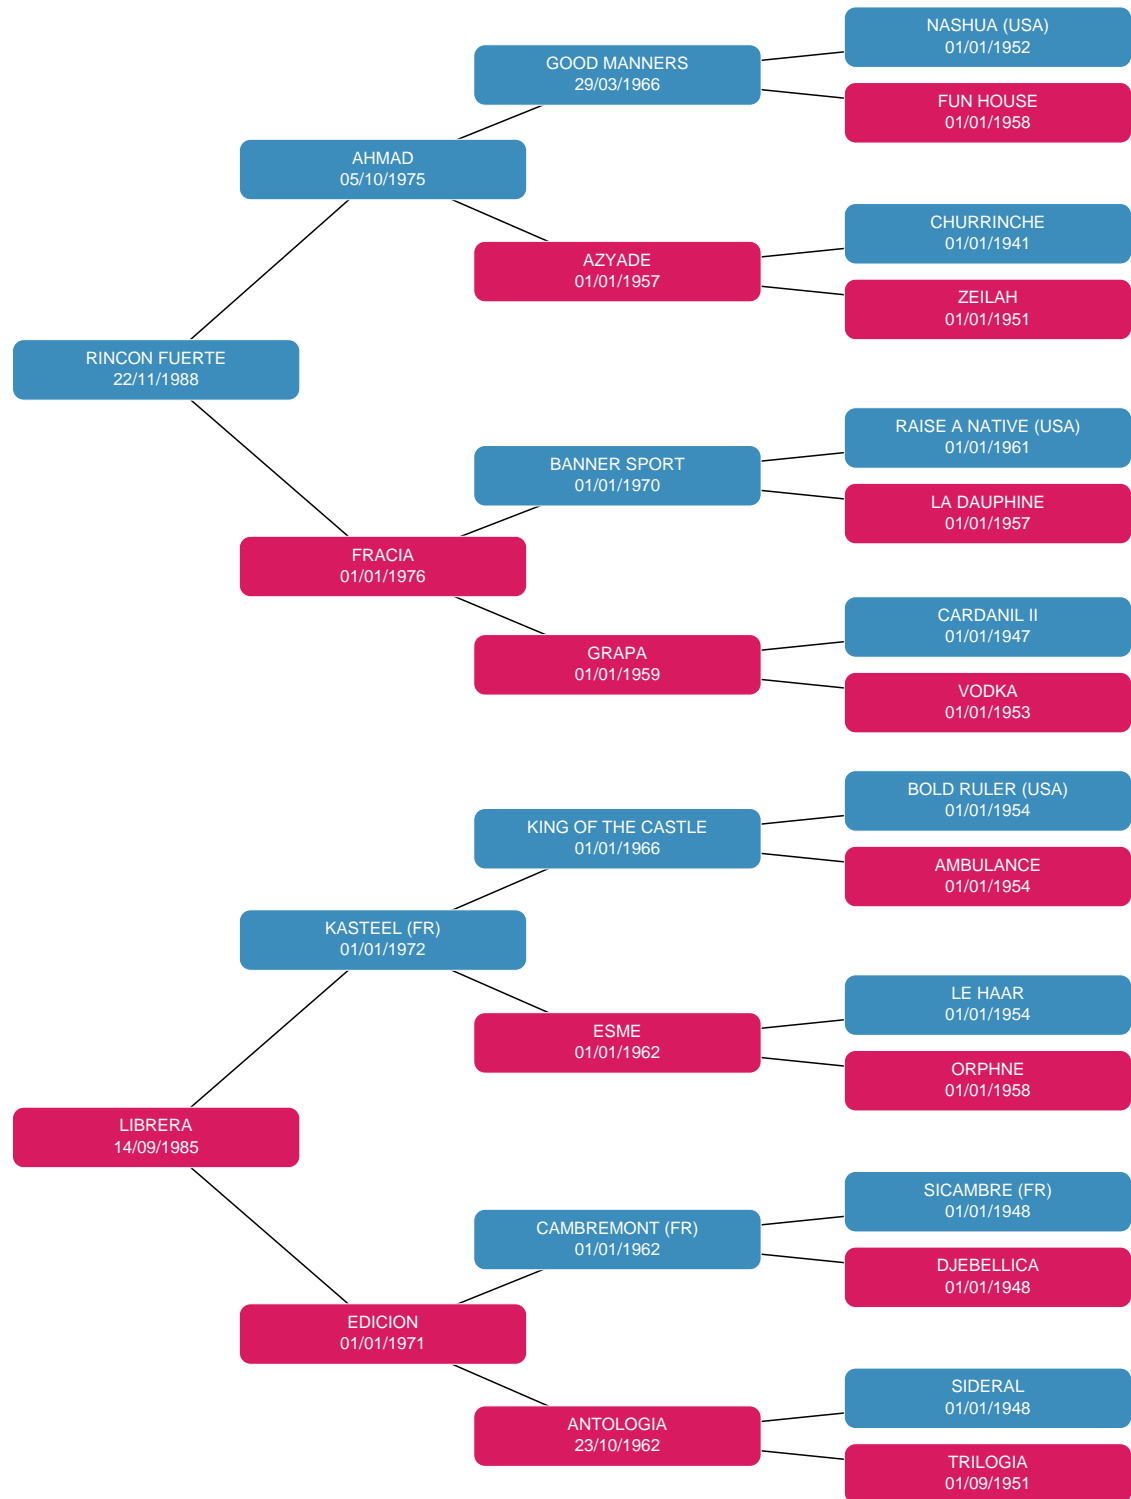 NASHUA (USA)
01/01/1952
GOOD MANNERS
29/03/1966
FUN HOUSE
01/01/1958
AHMAD
05/10/1975
CHURRINCHE
01/01/1941
AZYADE
01/01/1957
ZEILAH
01/01/1951
RINCON FUERTE
22/11/1988
RAISE A NATIVE (USA)
01/01/1961
BANNER SPORT
01/01/1970
LA DAUPHINE
01/01/1957
FRACIA
01/01/1976
CARDANIL II
01/01/1947
GRAPA
01/01/1959
VODKA
01/01/1953
BOLD RULER (USA)
01/01/1954
KING OF THE CASTLE
01/01/1966
AMBULANCE
01/01/1954
KASTEEL (FR)
01/01/1972
LE HAAR
01/01/1954
ESME
01/01/1962
ORPHNE
01/01/1958
LIBRERA
14/09/1985
SICAMBRE (FR)
01/01/1948
CAMBREMONT (FR)
01/01/1962
DJEBELLICA
01/01/1948
EDICION
01/01/1971
SIDERAL
01/01/1948
ANTOLOGIA
23/10/1962
TRILOGIA
01/09/1951